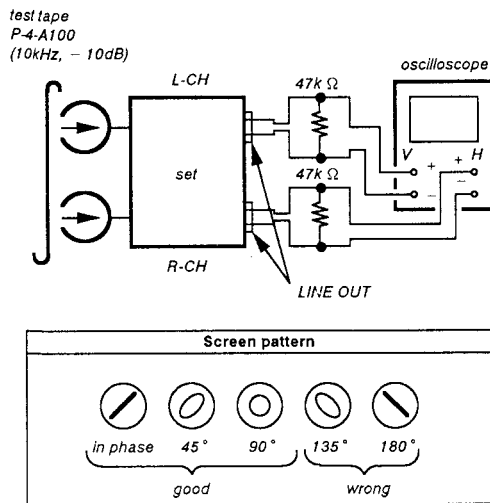 test tape
P-4-A100
(10kHz, – 10dB)
L-CH
47k Ω
oscilloscope
set
V
H
+
–
+
–
47k Ω
R-CH
LINE OUT
Screen pattern
in phase 45° 90° 135° 180°
good wrong